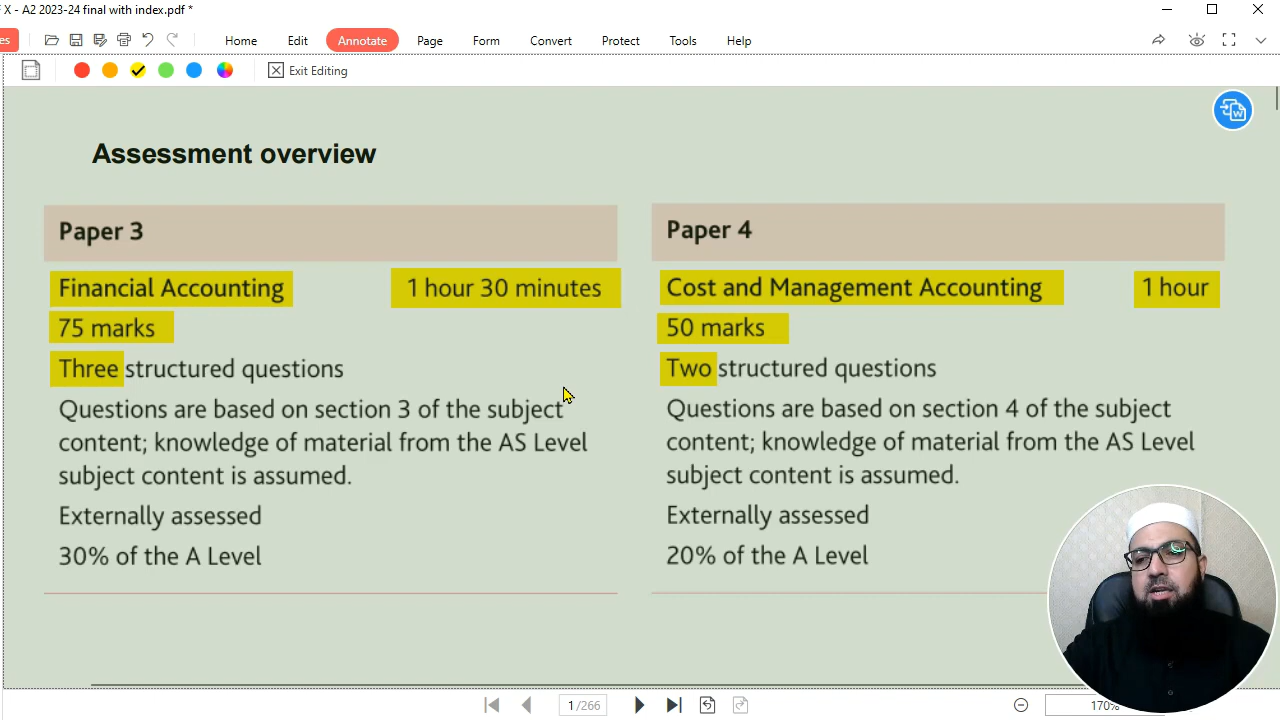 F X - A2 2023-24 final with index.pdf *
es Home Edit Annotate Page Form Convert Protect Tools Help
Exit Editing
W
Assessment overview
Paper 3
Financial Accounting 1 hour 30 minutes
75 marks
Three structured questions
Questions are based on section 3 of the subject
content; knowledge of material from the AS Level
subject content is assumed.
Externally assessed
30% of the A Level
Paper 4
Cost and Management Accounting 1 hour
50 marks
Two structured questions
Questions are based on section 4 of the subject
content; knowledge of material from the AS Level
subject content is assumed.
Externally assessed
20% of the A Level
1 /266
170%